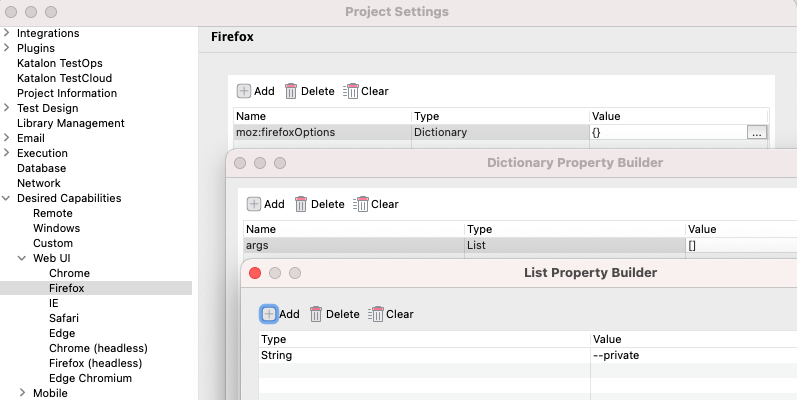 Project Settings
Integrations
Plugins
Katalon TestOps
Katalon TestCloud
Project Information
Test Design
Library Management
Email
Execution
Database
Network
Desired Capabilities
Remote
Windows
Custom
Web UI
Chrome
Firefox
IE
Safari
Edge
Chrome (headless)
Firefox (headless)
Edge Chromium
Mobile
Firefox
Add Delete Clear
Name Type Value
moz:firefoxOptions Dictionary {} ...
Dictionary Property Builder
Add Delete Clear
Name Type Value
args List []
List Property Builder
Add Delete Clear
Type Value
String --private